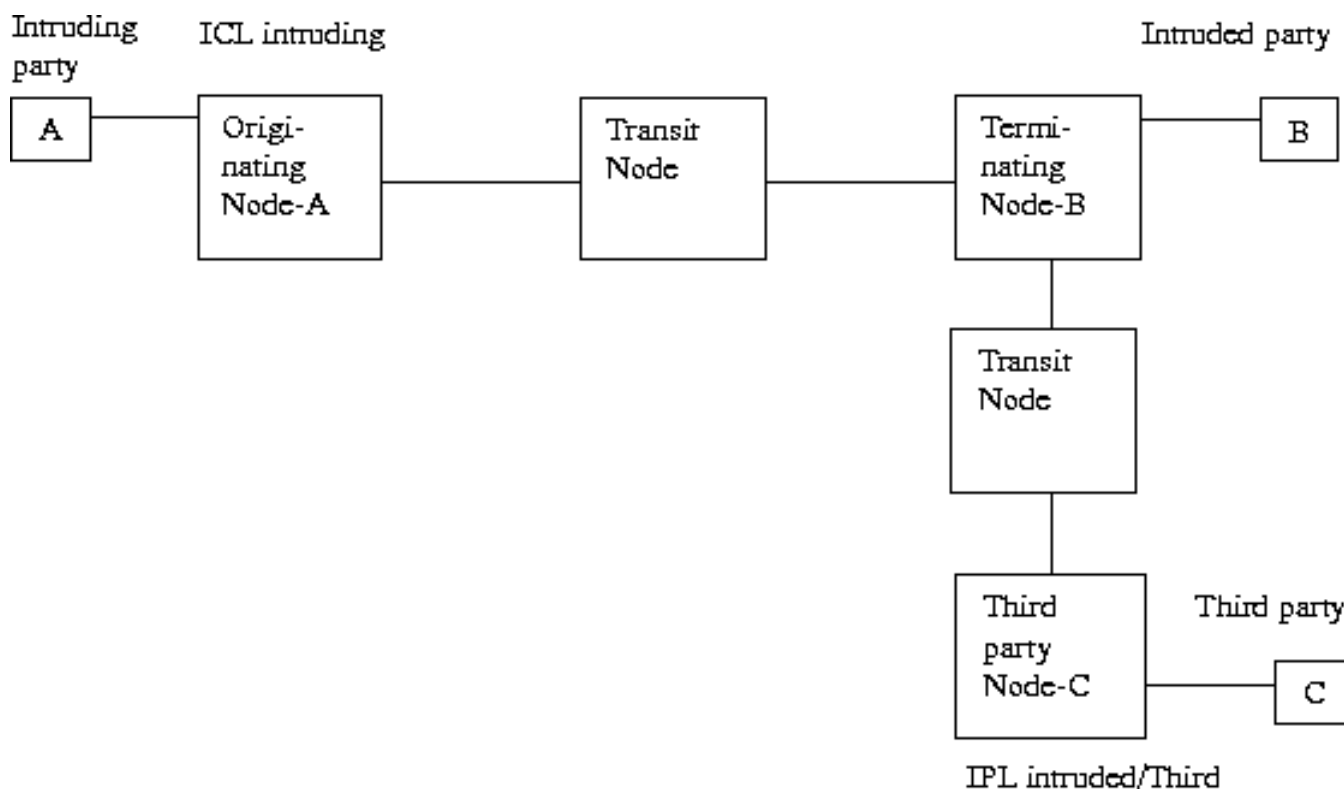 Intruding
party
ICL intruding
Intruded party
A
Origi-
nating
Node-A
Transit
Node
Termi-
nating
Node-B
B
Transit
Node
Third
party
Node-C
Third party
C
IPL intruded/Third